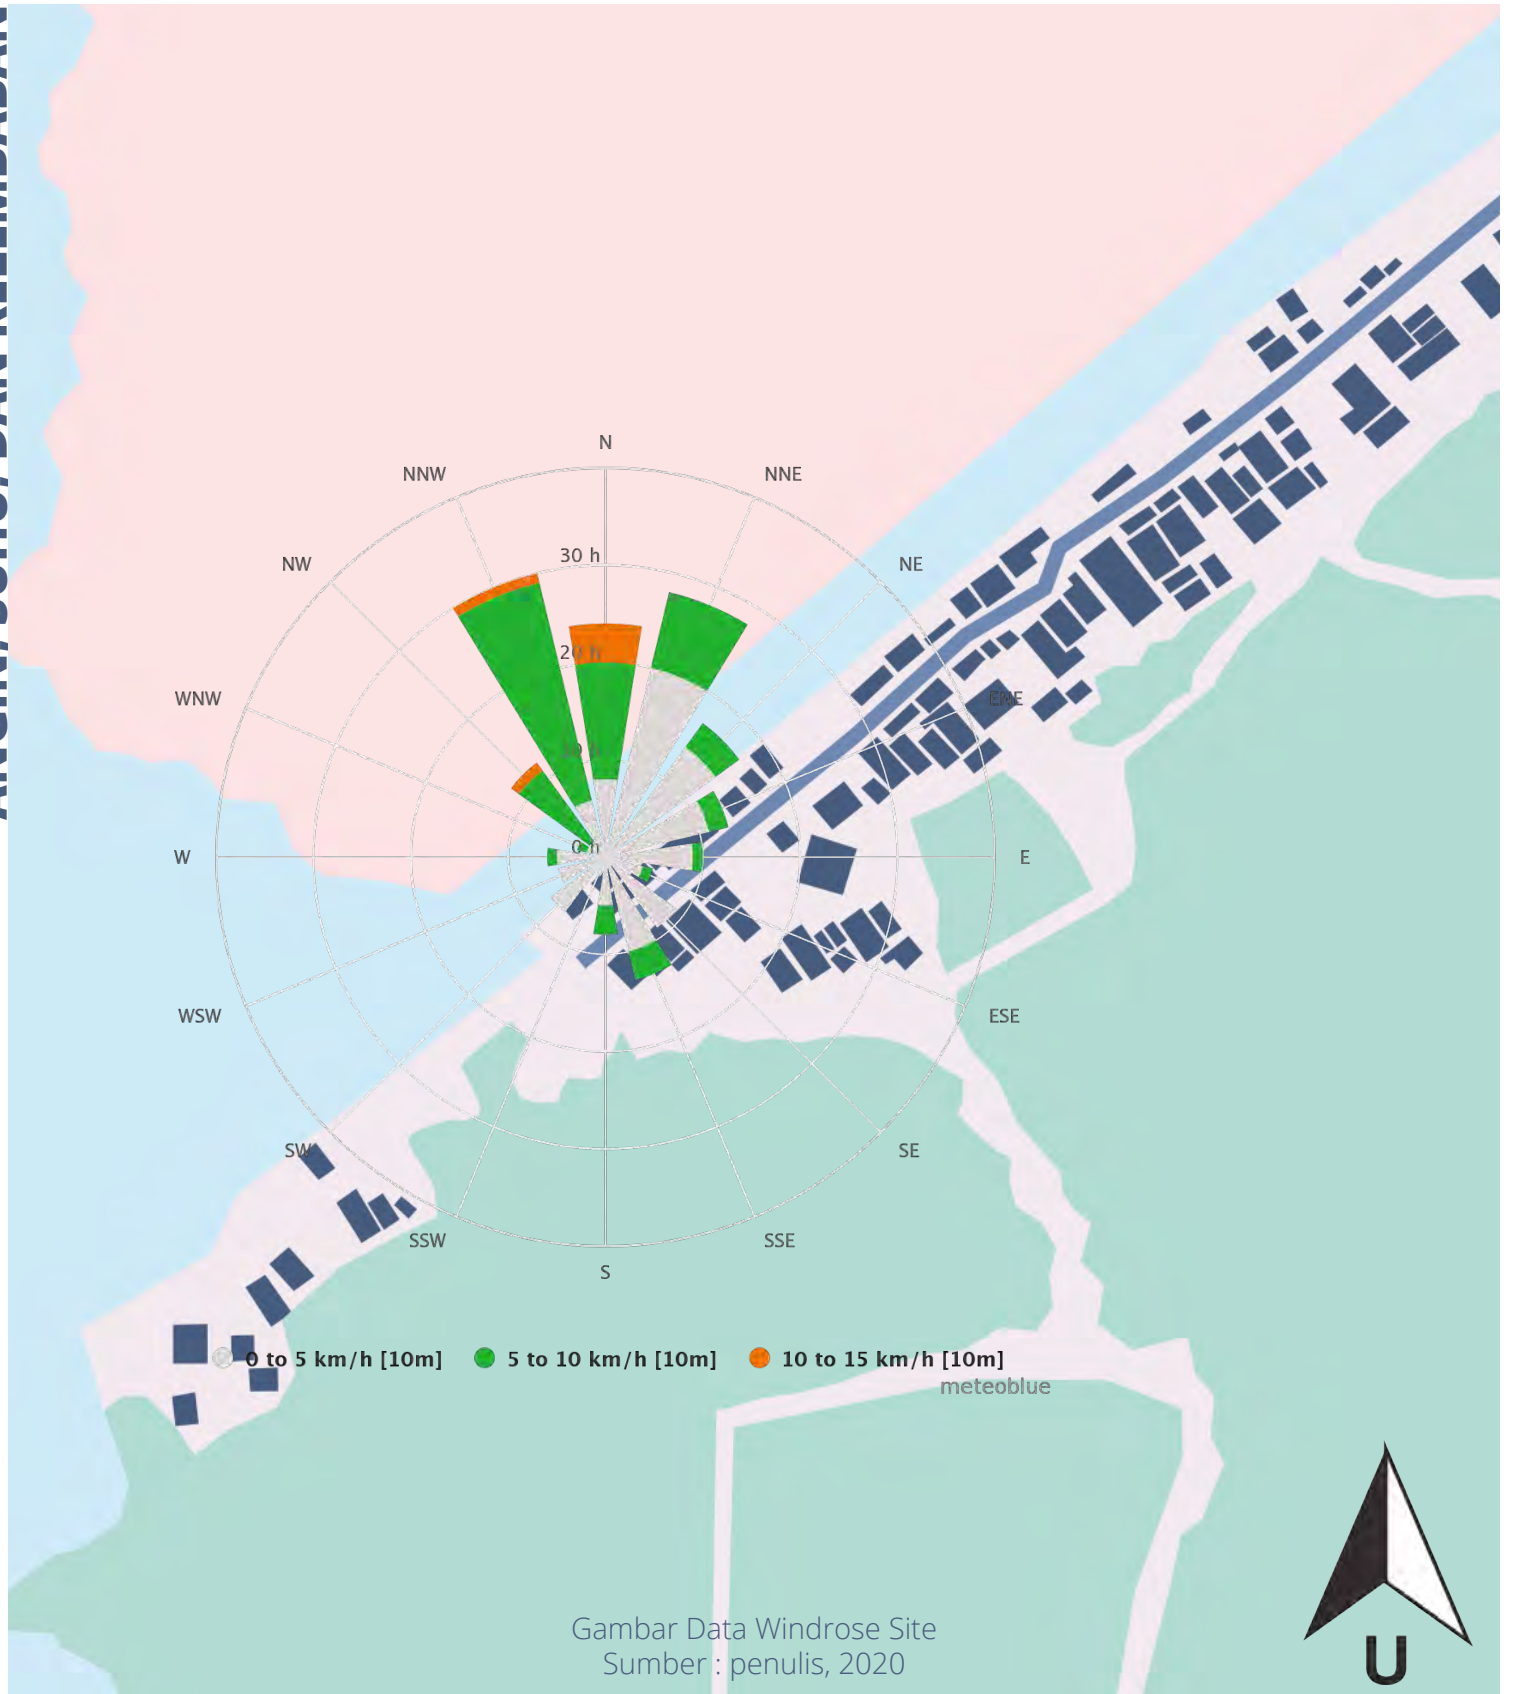 N
NNW
NNE
30 h
NW
NE
20 h
WNW
ENE
10 h
0 h
W
E
WSW
ESE
SW
SE
SSW
SSE
S
0 to 5 km/h [10m]
5 to 10 km/h [10m]
10 to 15 km/h [10m]
meteoblue
Gambar Data Windrose Site
Sumber : penulis, 2020
U